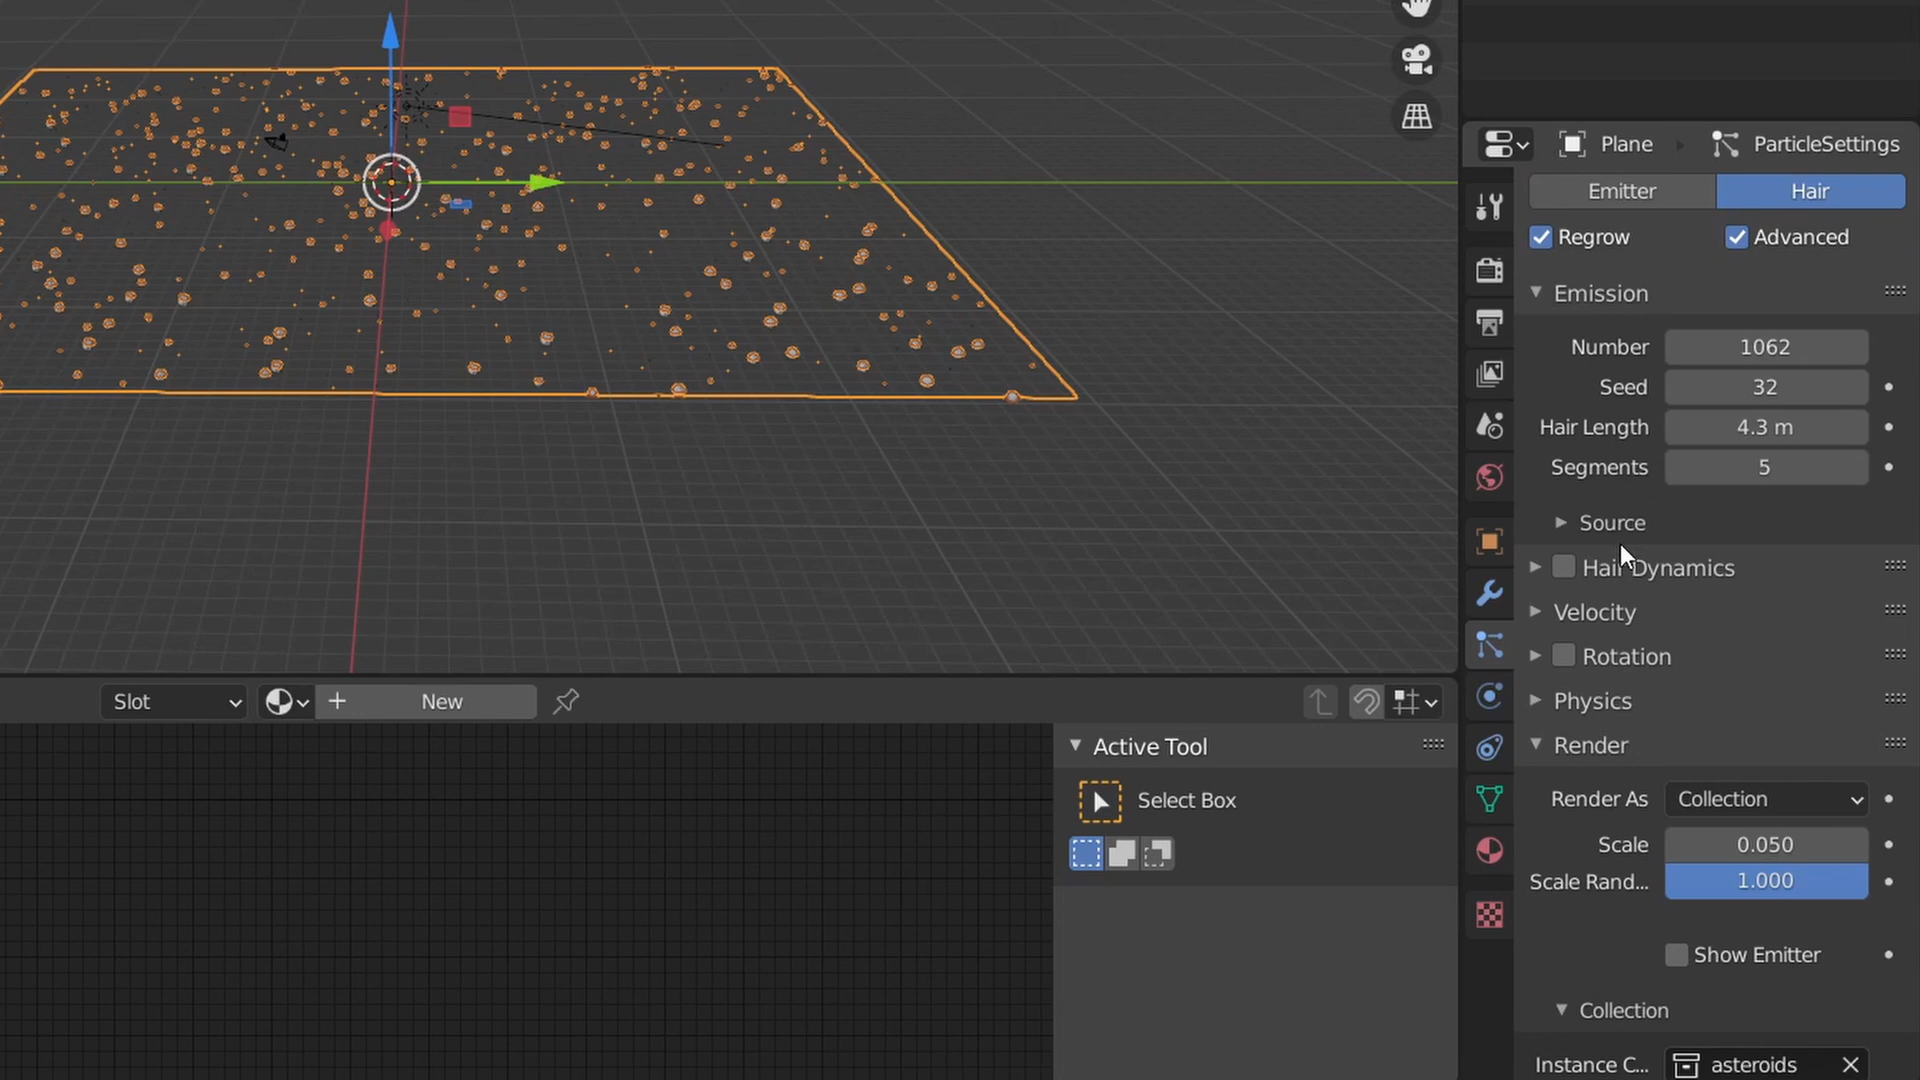 Plane ParticleSettings
Emitter Hair
Regrow Advanced
Emission
Number 1062
Seed 32
Hair Length 4.3 m
Segments 5
Source
Hair Dynamics
Velocity
Rotation
Physics
Render
Render As Collection
Scale 0.050
Scale Rand... 1.000
Show Emitter
Collection
Instance C... asteroids
Slot New
Active Tool
Select Box